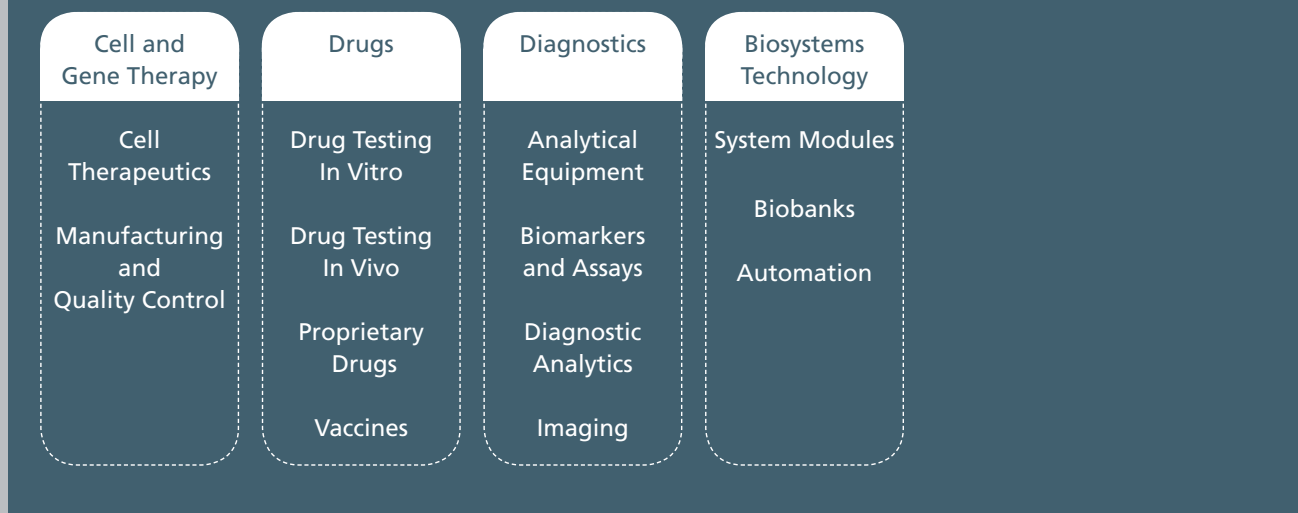 Cell and
Gene Therapy
Cell
Therapeutics
Manufacturing
and
Quality Control
Drugs
Drug Testing
In Vitro
Drug Testing
In Vivo
Proprietary
Drugs
Vaccines
Diagnostics
Analytical
Equipment
Biomarkers
and Assays
Diagnostic
Analytics
Imaging
Biosystems
Technology
System Modules
Biobanks
Automation